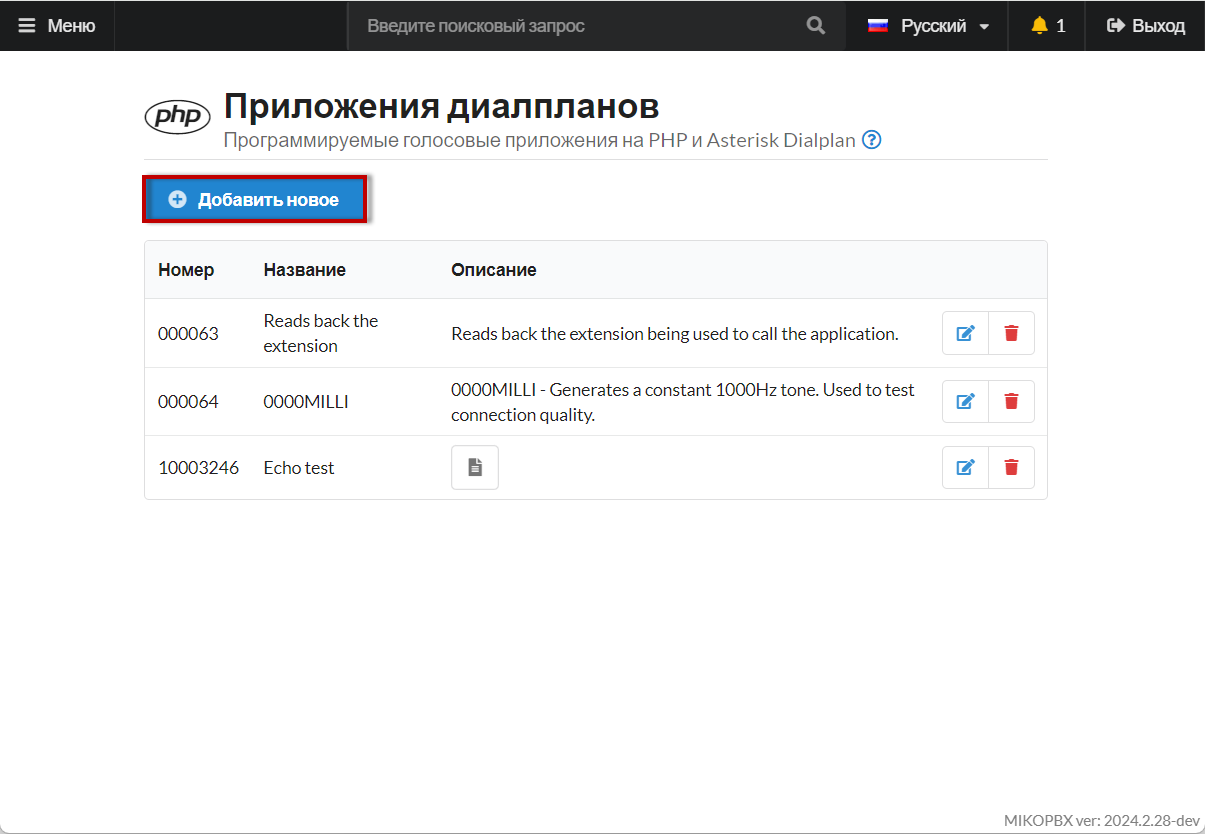 Меню
Введите поисковый запрос
Русский
1
Выход
php
Приложения диалпланов
Программируемые голосовые приложения на PHP и Asterisk Dialplan
Добавить новое
Номер Название Описание
000063 Reads back the extension Reads back the extension being used to call the application.
000064 0000MILLI 0000MILLI - Generates a constant 1000Hz tone. Used to test
connection quality.
10003246 Echo test
MIKOPBX ver: 2024.2.28-dev